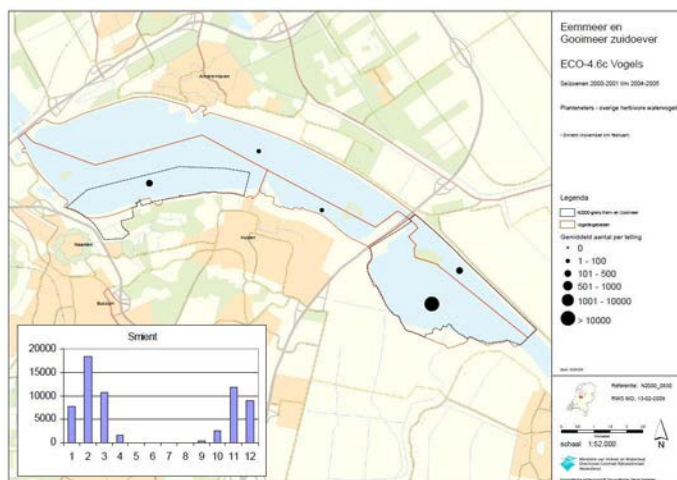 Eemmeer en
Gooimeer zuidoever
ECO-4.6c Vogels
Seizoenen 2000-2001 t/m 2004-2005
Planteneters - overige herbivore watervogels
Legenda
Vogeltelgebieden
Gemiddeld aantal per telling
0
1 - 100
101 - 500
501 - 1000
1001 - 10000
> 10000
Naarden
Bussum
Huizen
Smient
20000
15000
10000
5000
0
1 2 3 4 5 6 7 8 9 10 11 12
Referentie: N2000_0530
RWS WD, 13-02-2009
schaal 1:52.000
N